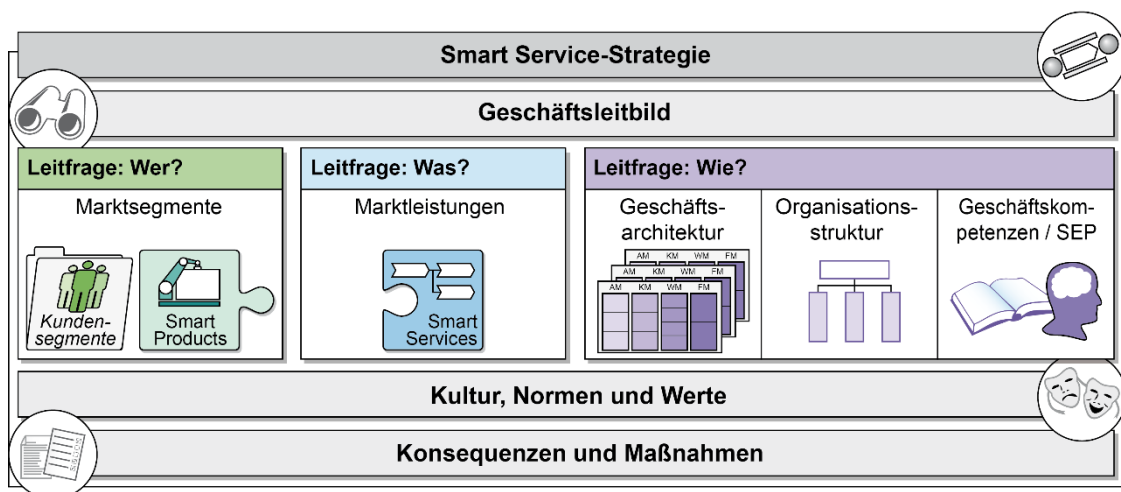 Smart Service-Strategie
Geschäftsleitbild
Leitfrage: Wer?
Marktsegmente
Kunden-
segmente
Smart
Products
Leitfrage: Was?
Marktleistungen
Smart
Services
Leitfrage: Wie?
Geschäfts-
architektur
AM KM WM FM
AM KM WM FM
AM KM WM FM
Organisations-
struktur
Geschäftskom-
petenzen / SEP
Kultur, Normen und Werte
Konsequenzen und Maßnahmen